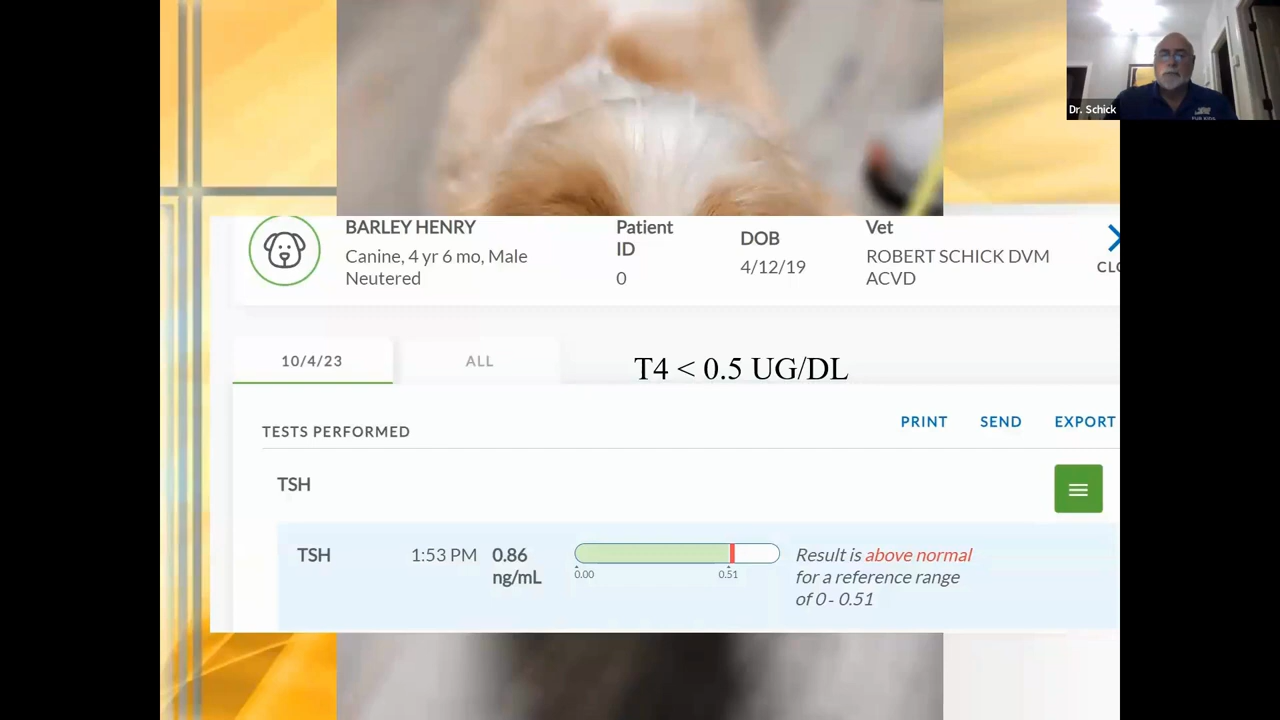 Dr. Schick
BARLEY HENRY
Canine, 4 yr 6 mo, Male
Neutered
Patient
ID
0
DOB
4/12/19
Vet
ROBERT SCHICK DVM
ACVD
CLO
10/4/23
ALL
T4 < 0.5 UG/DL
TESTS PERFORMED
PRINT
SEND
EXPORT
TSH
TSH
1:53 PM
0.86
ng/mL
0.00
0.51
Result is above normal
for a reference range
of 0 - 0.51